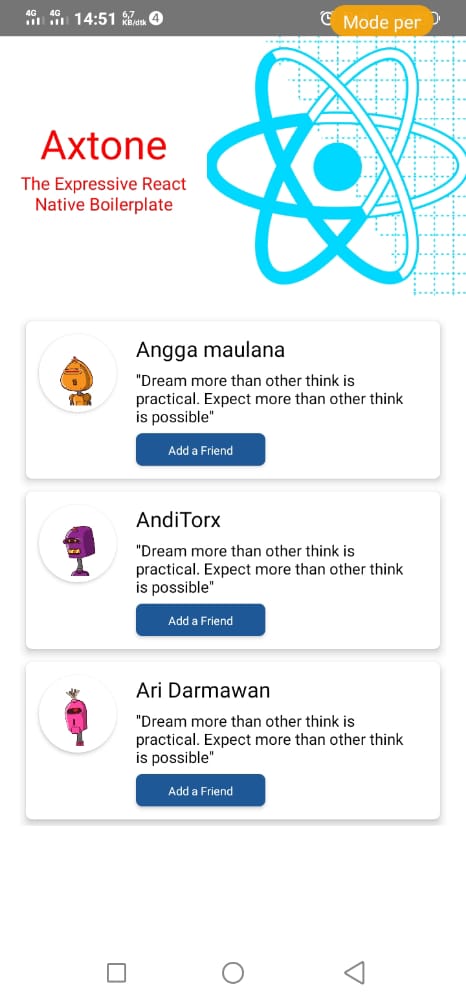 4G 4G 14:51 6,7 KB/dtk 4 Mode per
Axtone
The Expressive React
Native Boilerplate
Angga maulana
"Dream more than other think is
practical. Expect more than other think
is possible"
Add a Friend
AndiTorx
"Dream more than other think is
practical. Expect more than other think
is possible"
Add a Friend
Ari Darmawan
"Dream more than other think is
practical. Expect more than other think
is possible"
Add a Friend